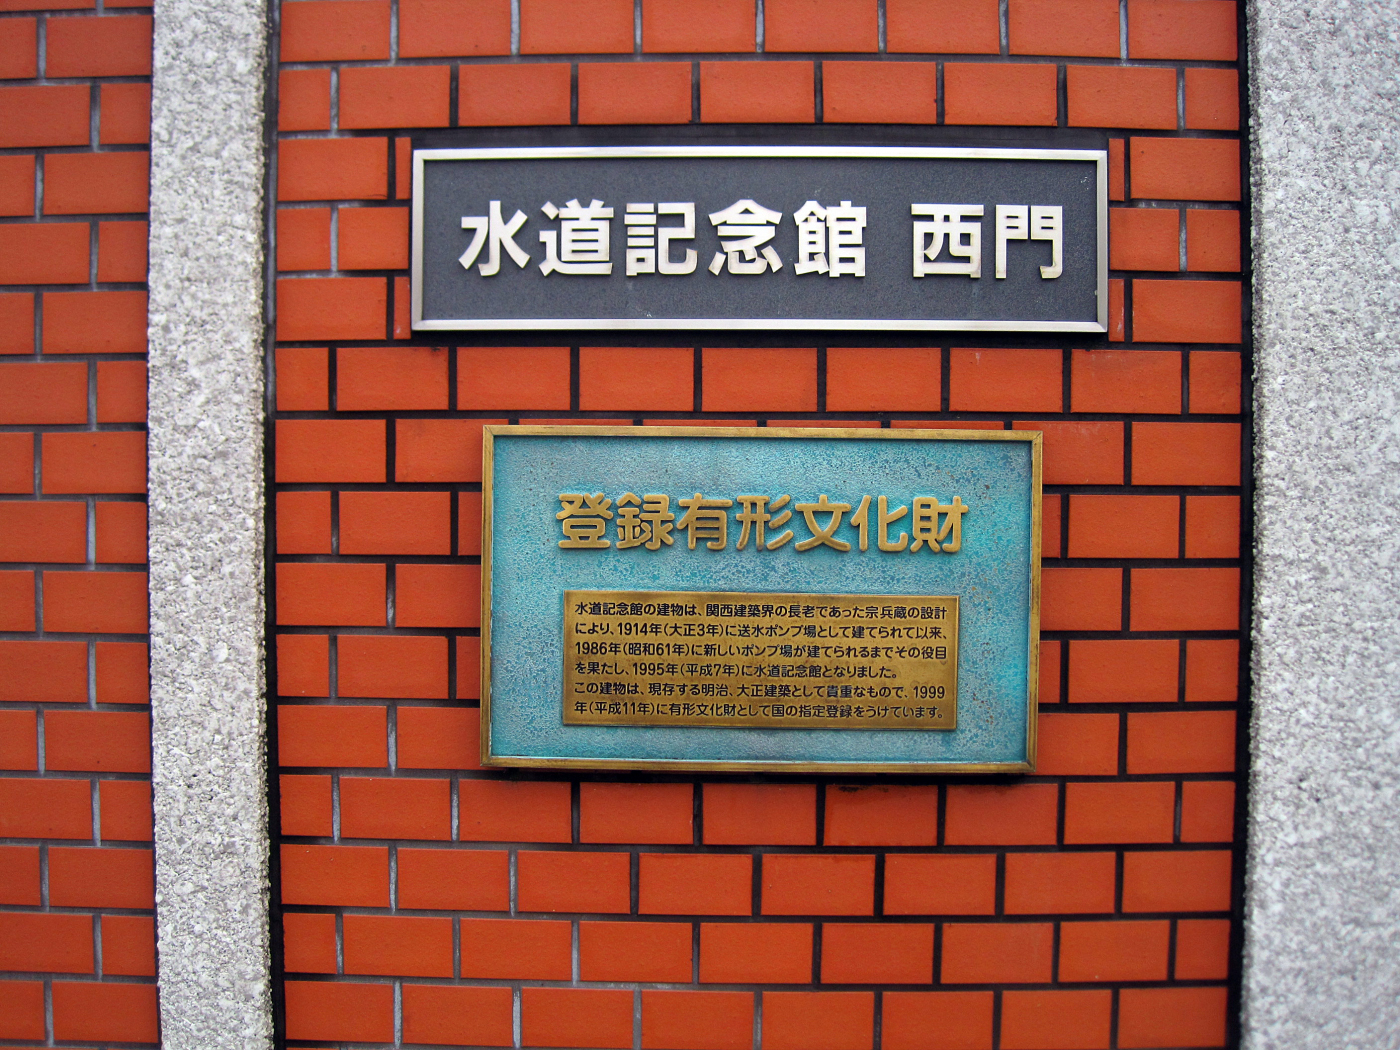 水道記念館 西門
登録有形文化財
水道記念館の建物は、関西建築界の長老であった宗兵蔵の設計
により、1914年(大正3年)に送水ポンプ場として建てられて以来、
1986年(昭和61年)に新しいポンプ場が建てられるまでその役目
を果たし、1995年(平成7年)に水道記念館となりました。
この建物は、現存する明治、大正建築として貴重なもので、1999
年(平成11年)に有形文化財として国の指定登録をうけています。